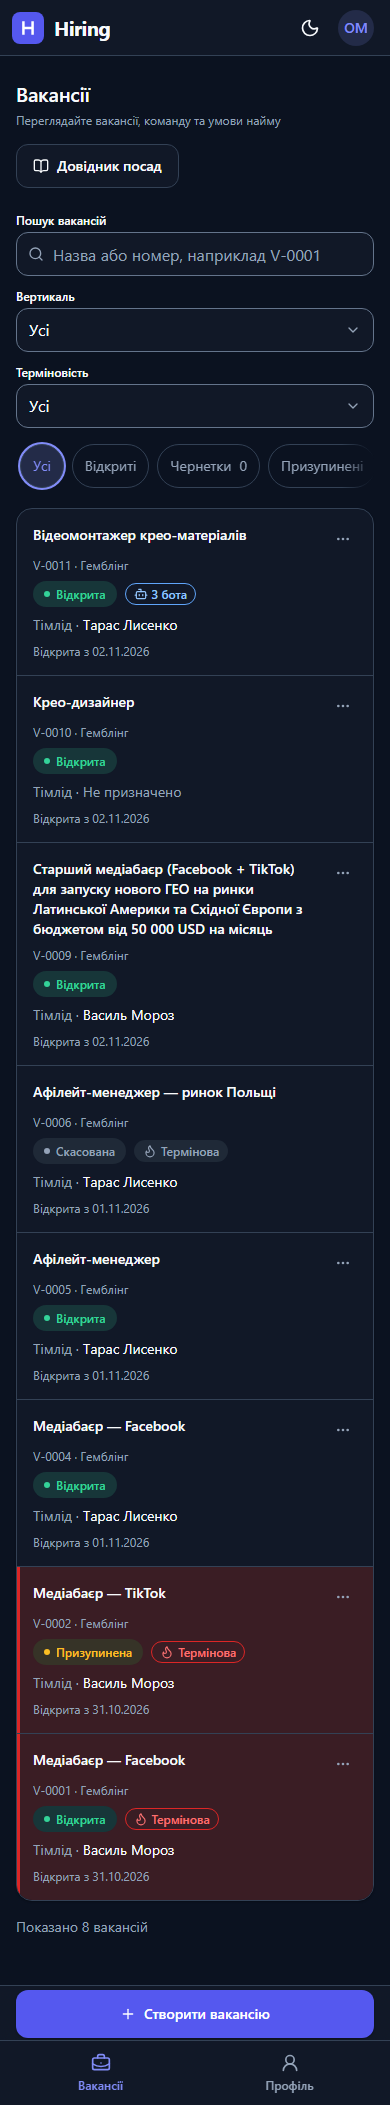 H Hiring OM
Вакансії
Переглядайте вакансії, команду та умови найму
Довідник посад
Пошук вакансій
Назва або номер, наприклад V-0001
Вертикаль
Усі
Терміновість
Усі
Усі Відкриті Чернетки 0 Призупинені
Відеомонтажер крео-матеріалів ...
V-0011 · Гемблінг
Відкрита 3 бота
Тімлід · Тарас Лисенко
Відкрита з 02.11.2026
Крео-дизайнер ...
V-0010 · Гемблінг
Відкрита
Тімлід · Не призначено
Відкрита з 02.11.2026
Старший медіабаєр (Facebook + TikTok) ...
для запуску нового ГЕО на ринки
Латинської Америки та Східної Європи з
бюджетом від 50 000 USD на місяць
V-0009 · Гемблінг
Відкрита
Тімлід · Василь Мороз
Відкрита з 02.11.2026
Афілейт-менеджер — ринок Польщі ...
V-0006 · Гемблінг
Скасована Термінова
Тімлід · Тарас Лисенко
Відкрита з 01.11.2026
Афілейт-менеджер ...
V-0005 · Гемблінг
Відкрита
Тімлід · Тарас Лисенко
Відкрита з 01.11.2026
Медіабаєр — Facebook ...
V-0004 · Гемблінг
Відкрита
Тімлід · Тарас Лисенко
Відкрита з 01.11.2026
Медіабаєр — TikTok ...
V-0002 · Гемблінг
Призупинена Термінова
Тімлід · Василь Мороз
Відкрита з 31.10.2026
Медіабаєр — Facebook ...
V-0001 · Гемблінг
Відкрита Термінова
Тімлід · Василь Мороз
Відкрита з 31.10.2026
Показано 8 вакансій
+ Створити вакансію
Вакансії Профіль